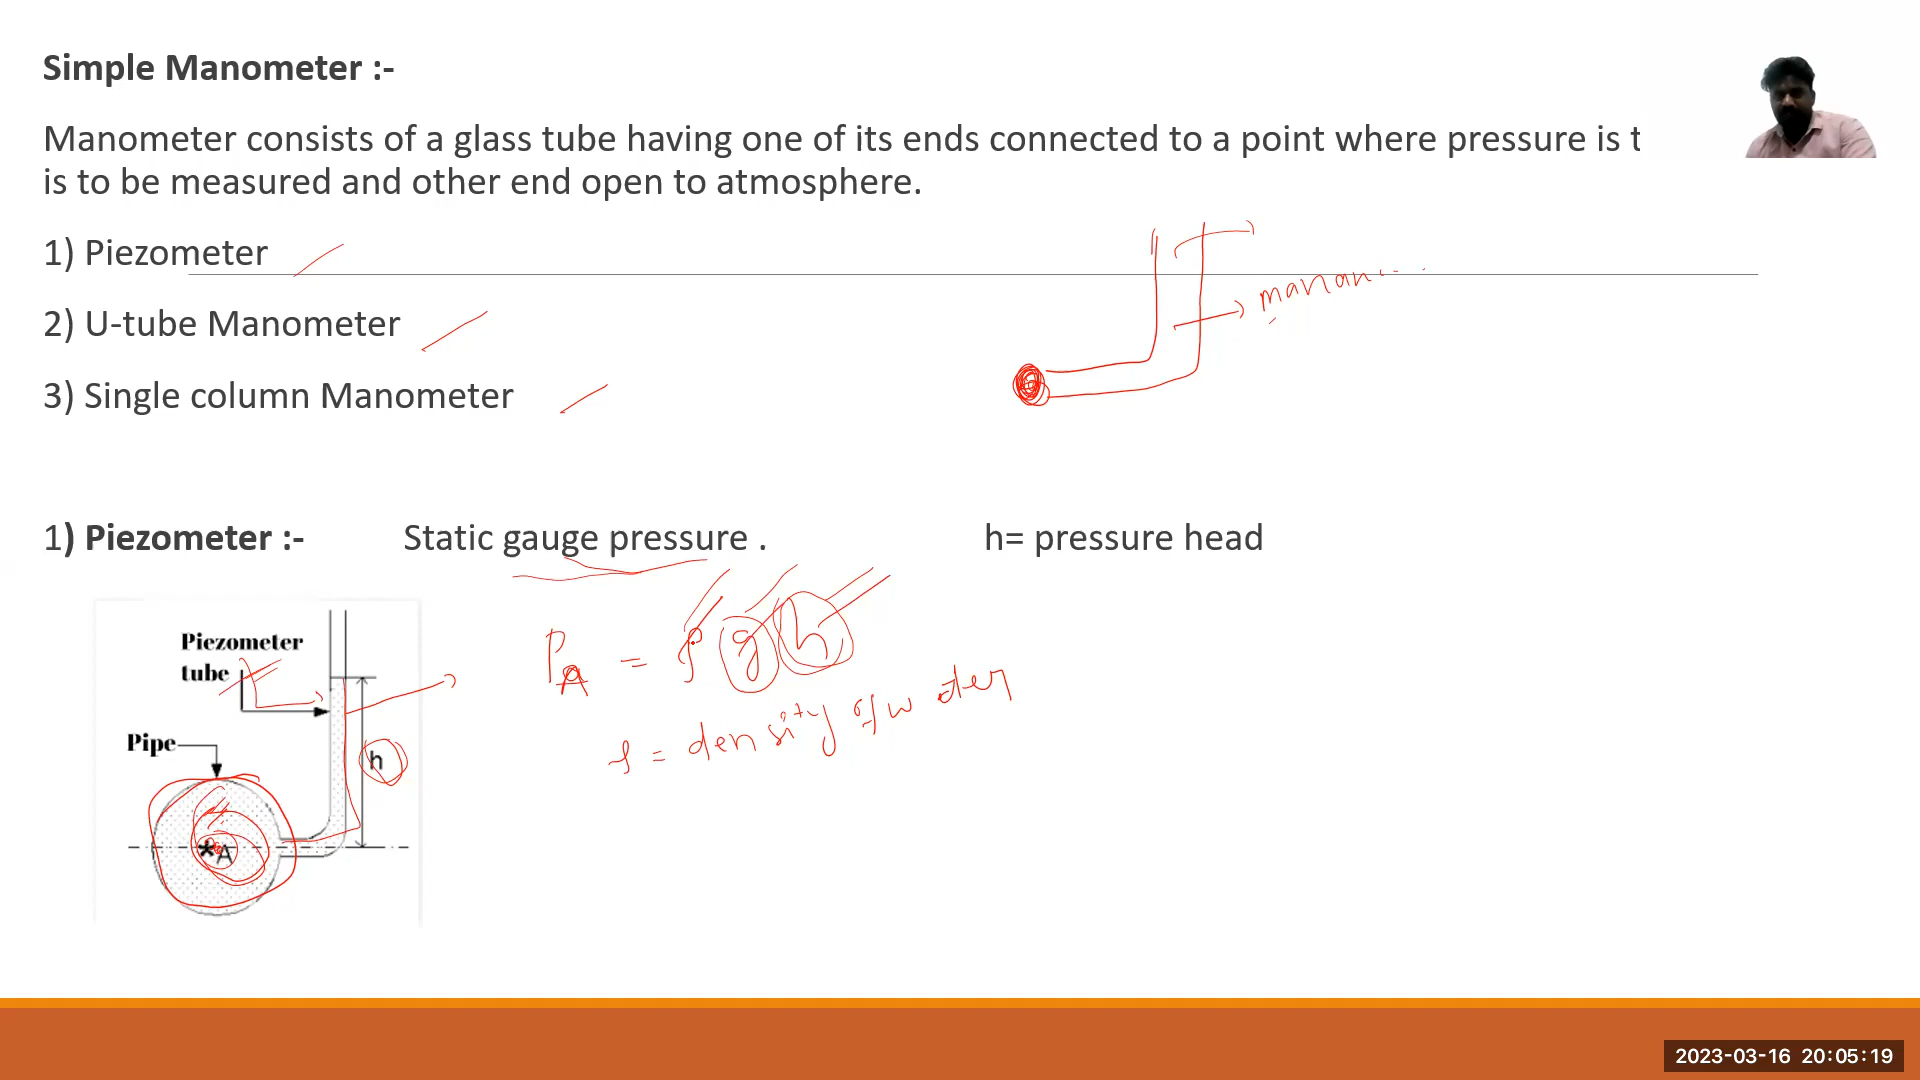 Simple Manometer :-
Manometer consists of a glass tube having one of its ends connected to a point where pressure is t
is to be measured and other end open to atmosphere.
1) Piezometer
2) U-tube Manometer
3) Single column Manometer
1) Piezometer :- Static gauge pressure . h= pressure head
Piezometer
tube
Pipe
h
*A
P_A = ρ g h
ρ = density of water
2023-03-16 20:05:19